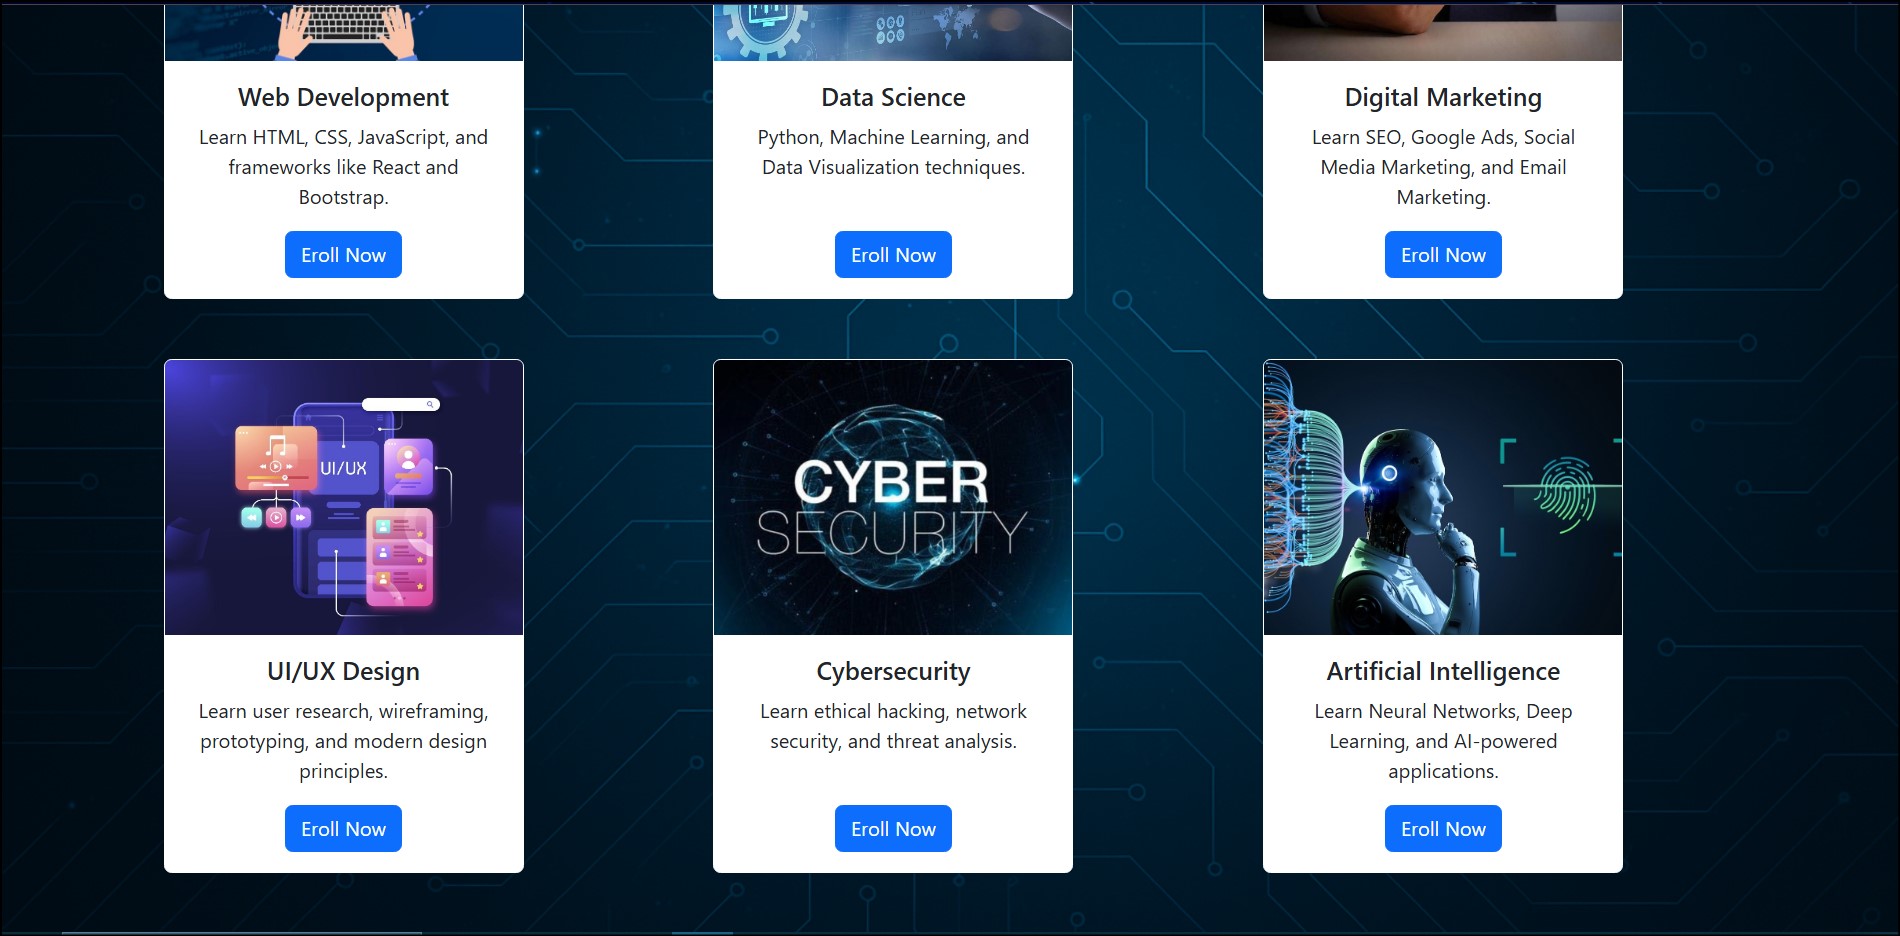 Web Development
Learn HTML, CSS, JavaScript, and
frameworks like React and
Bootstrap.
Eroll Now
Data Science
Python, Machine Learning, and
Data Visualization techniques.
Eroll Now
Digital Marketing
Learn SEO, Google Ads, Social
Media Marketing, and Email
Marketing.
Eroll Now
UI/UX
UI/UX Design
Learn user research, wireframing,
prototyping, and modern design
principles.
Eroll Now
CYBER
SECURITY
Cybersecurity
Learn ethical hacking, network
security, and threat analysis.
Eroll Now
Artificial Intelligence
Learn Neural Networks, Deep
Learning, and AI-powered
applications.
Eroll Now